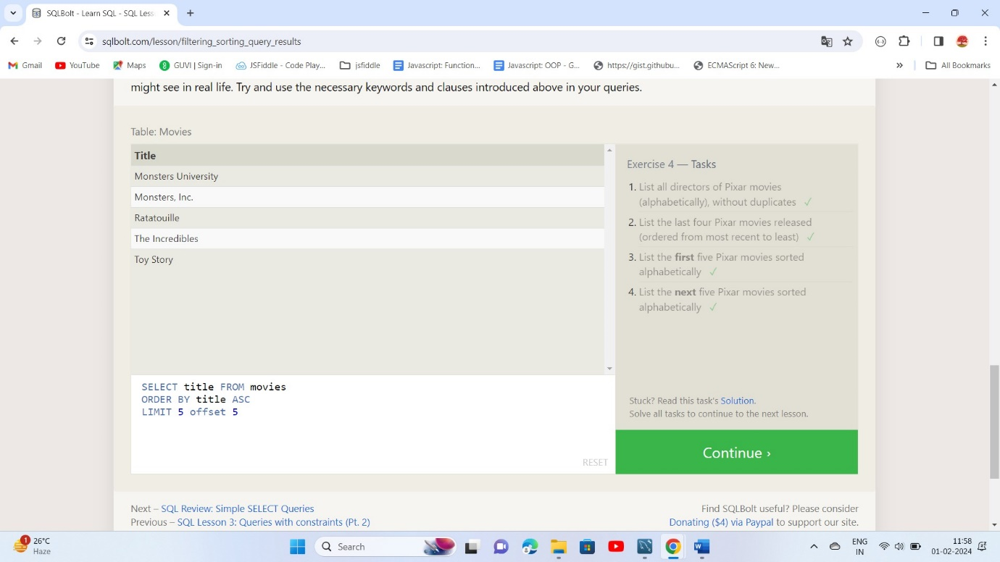 SQLBolt - Learn SQL - SQL Less
sqlbolt.com/lesson/filtering_sorting_query_results
Gmail
YouTube
Maps
GUVI | Sign-in
JSFiddle - Code Play...
jsfiddle
Javascript: Function...
Javascript: OOP - G...
https://gist.githubu...
ECMAScript 6: New...
»
All Bookmarks
might see in real life. Try and use the necessary keywords and clauses introduced above in your queries.
Table: Movies
Title
Monsters University
Monsters, Inc.
Ratatouille
The Incredibles
Toy Story
SELECT title FROM movies
ORDER BY title ASC
LIMIT 5 offset 5
RESET
Exercise 4 — Tasks
1. List all directors of Pixar movies
(alphabetically), without duplicates ✓
2. List the last four Pixar movies released
(ordered from most recent to least) ✓
3. List the first five Pixar movies sorted
alphabetically ✓
4. List the next five Pixar movies sorted
alphabetically ✓
Stuck? Read this task's Solution.
Solve all tasks to continue to the next lesson.
Continue ›
Next – SQL Review: Simple SELECT Queries
Previous – SQL Lesson 3: Queries with constraints (Pt. 2)
Find SQLBolt useful? Please consider
Donating ($4) via Paypal to support our site.
1
26°C
Haze
Search
ENG
IN
11:58
01-02-2024